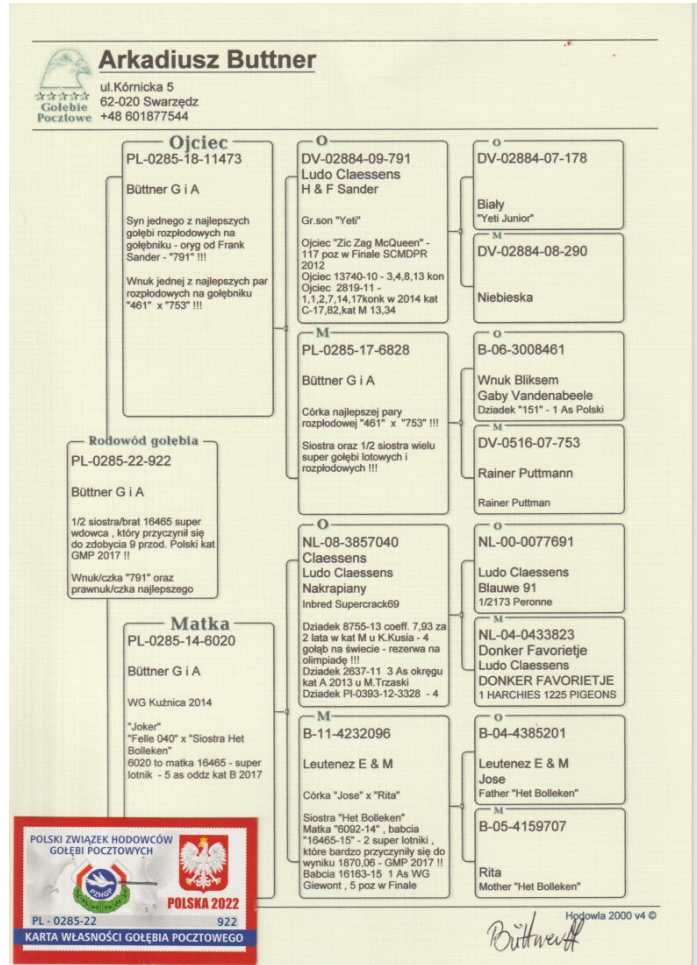 Arkadiusz Buttner
ul.Kórnicka 5
62-020 Swarzędz
+48 601877544
Gołębie
Pocztowe
Rodowód gołębia
PL-0285-22-922
Büttner G i A
1/2 siostra/brat 16465 super
wdowca , który przyczynił się
do zdobycia 9 przod. Polski kat
GMP 2017 !!
Wnuk/czka "791" oraz
prawnuk/czka najlepszego
Ojciec
PL-0285-18-11473
Büttner G i A
Syn jednego z najlepszych
gołębi rozpłodowych na
gołębniku - oryg od Frank
Sander - "791" !!!
Wnuk jednej z najlepszych par
rozpłodowych na gołębniku
"461" x "753" !!!
Matka
PL-0285-14-6020
Büttner G i A
WG Kuźnica 2014
"Joker"
"Felle 040" x "Siostra Het
Bolleken"
6020 to matka 16465 - super
lotnik - 5 as oddz kat B 2017
O
DV-02884-09-791
Ludo Claessens
H & F Sander
Gr.son "Yeti"
Ojciec "Zic Zag McQueen" -
117 poz w Finale SCMDPR
2012
Ojciec 13740-10 - 3,4,8,13 kon
Ojciec 2819-11 -
1,1,2,7,14,17konk w 2014 kat
C-17,82,kat M 13,34
M
PL-0285-17-6828
Büttner G i A
Córka najlepszej pary
rozpłodowej "461" x "753" !!!
Siostra oraz 1/2 siostra wielu
super gołębi lotowych i
rozpłodowych !!!
O
NL-08-3857040
Claessens
Ludo Claessens
Nakrapiany
Inbred Supercrack69
Dziadek 8755-13 coeff. 7,93 za
2 lata w kat M u K.Kusia - 4
gołąb na świecie - rezerwa na
olimpiadę !!!
Dziadek 2637-11 3 As okręgu
kat A 2013 u M.Trzaski
Dziadek Pl-0393-12-3328 - 4
M
B-11-4232096
Leutenez E & M
Córka "Jose" x "Rita"
Siostra "Het Bolleken"
Matka "6092-14" , babcia
"16465-15" - 2 super lotniki ,
które bardzo przyczyniły się do
wyniku 1870,06 - GMP 2017 !!
Babcia 16163-15 1 As WG
Giewont , 5 poz w Finale
O
DV-02884-07-178
Biały
"Yeti Junior"
M
DV-02884-08-290
Niebieska
O
B-06-3008461
Wnuk Bliksem
Gaby Vandenabeele
Dziadek "151" - 1 As Polski
M
DV-0516-07-753
Rainer Puttmann
Rainer Puttman
O
NL-00-0077691
Ludo Claessens
Blauwe 91
1/2173 Peronne
M
NL-04-0433823
Donker Favorietje
Ludo Claessens
DONKER FAVORIETJE
1 HARCHIES 1225 PIGEONS
O
B-04-4385201
Leutenez E & M
Jose
Father "Het Bolleken"
M
B-05-4159707
Rita
Mother "Het Bolleken"
POLSKI ZWIĄZEK HODOWCÓW
GOŁĘBI POCZTOWYCH
PZHGP
POLSKA 2022
PL - 0285-22 922
KARTA WŁASNOŚCI GOŁĘBIA POCZTOWEGO
Hodowla 2000 v4 ©